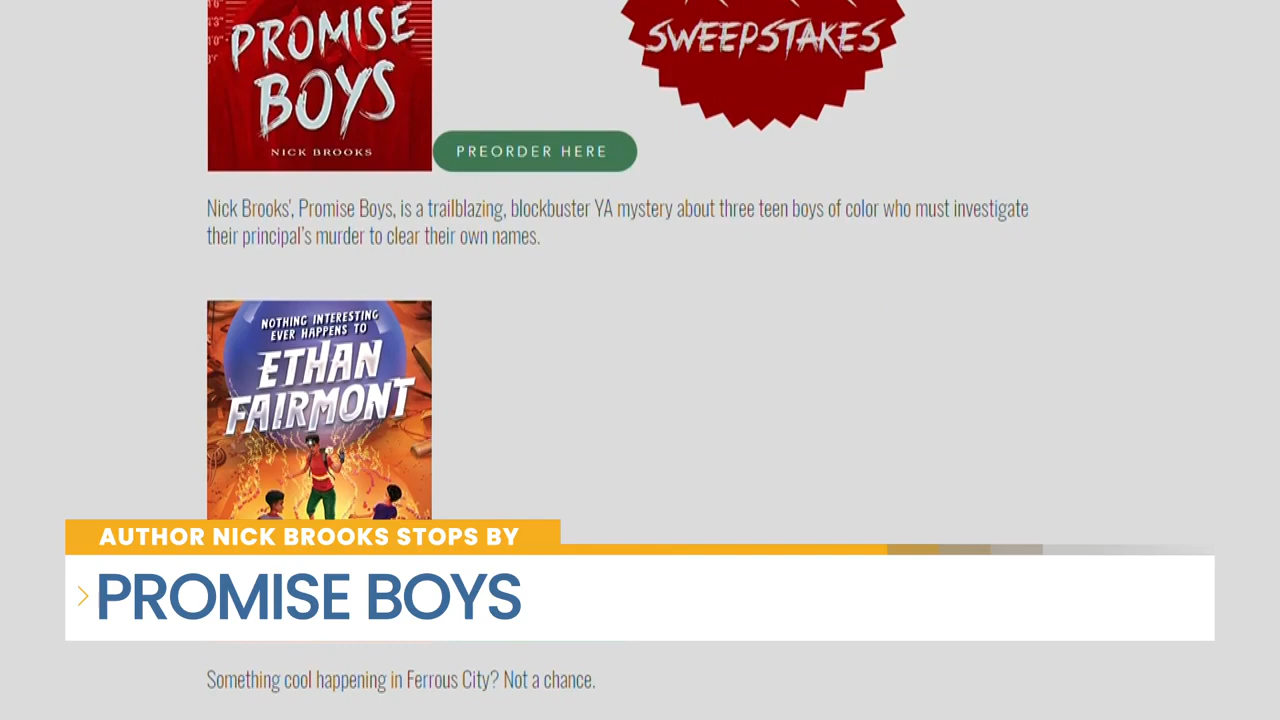 PROMISE
BOYS
NICK BROOKS
SWEEPSTAKES
PREORDER HERE
Nick Brooks', Promise Boys, is a trailblazing, blockbuster YA mystery about three teen boys of color who must investigate
their principal's murder to clear their own names.
NOTHING INTERESTING
EVER HAPPENS TO
ETHAN
FAIRMONT
AUTHOR NICK BROOKS STOPS BY
PROMISE BOYS
Something cool happening in Ferrous City? Not a chance.